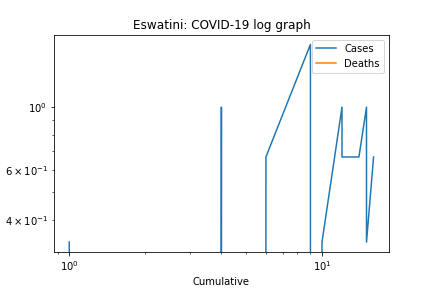 Eswatini: COVID-19 log graph
Cases
Deaths
10⁰
6 × 10⁻¹
4 × 10⁻¹
10⁰
10¹
Cumulative